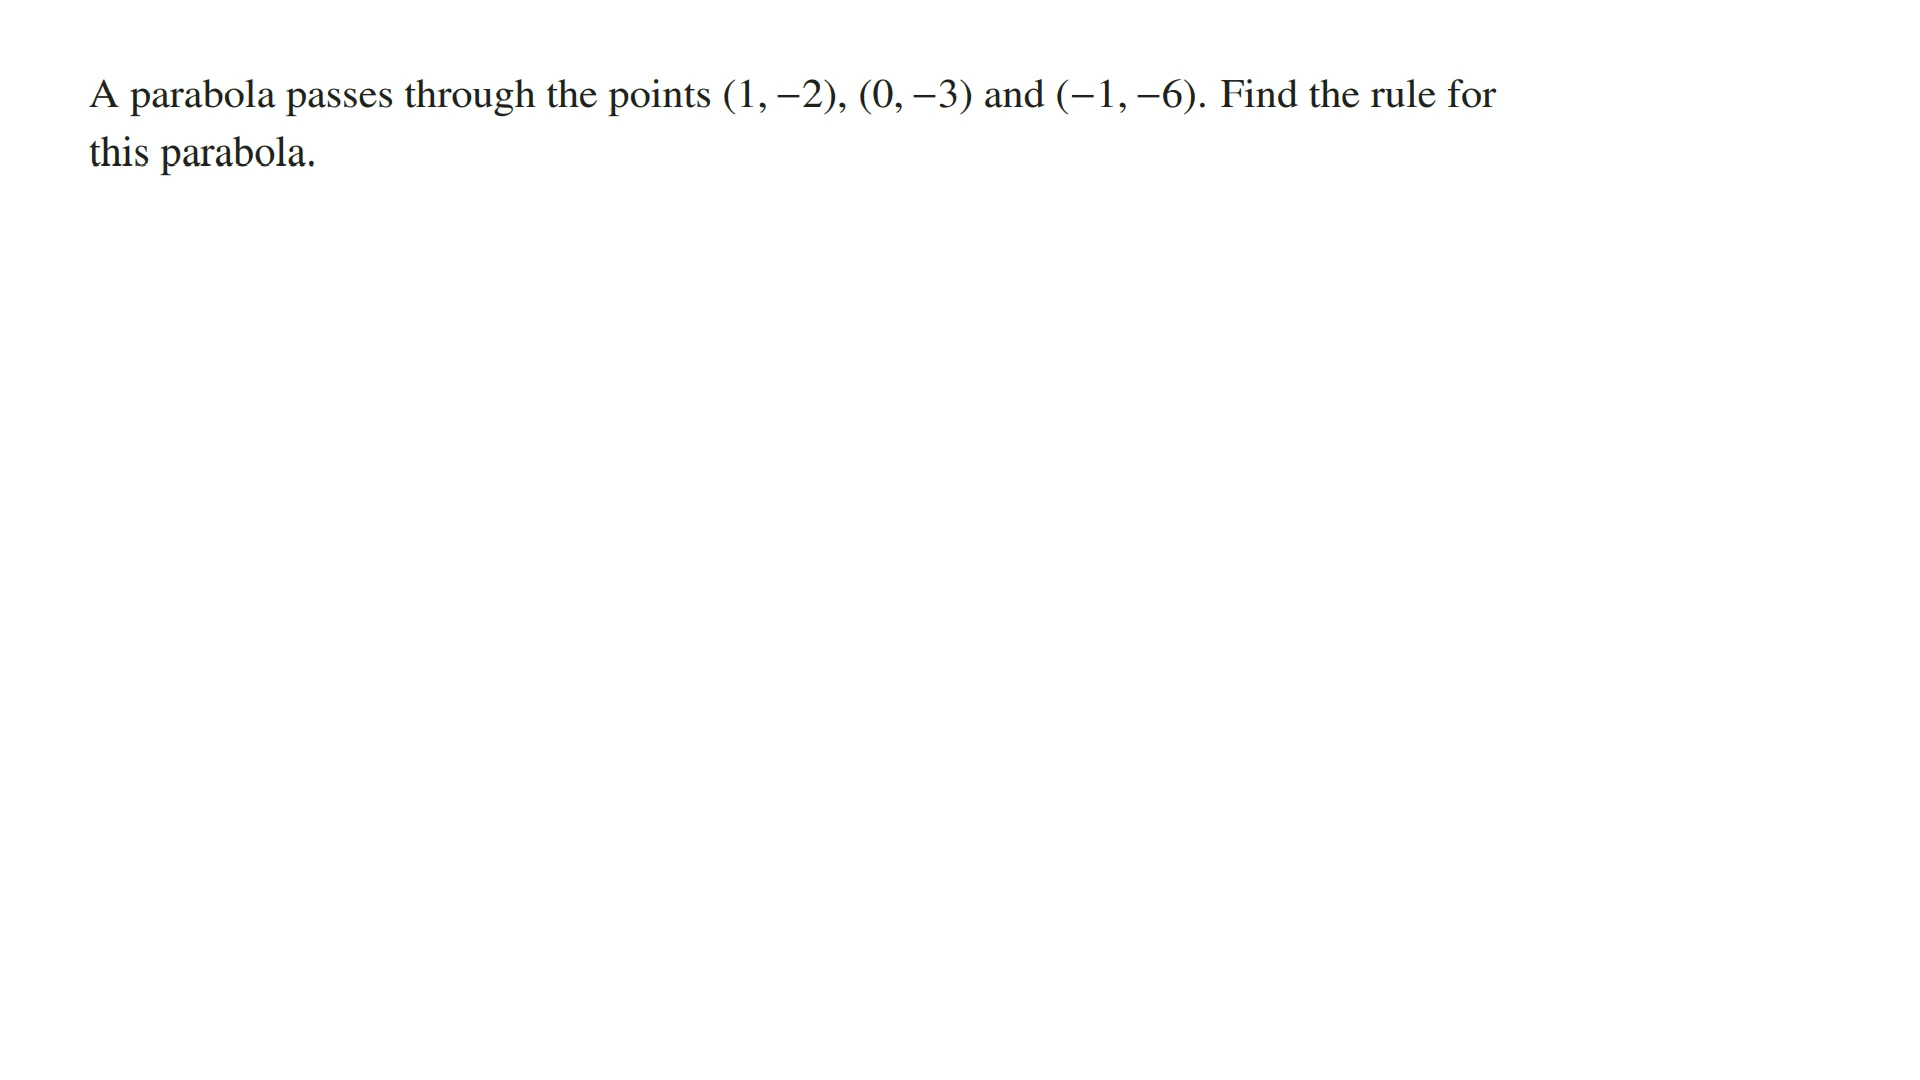 A parabola passes through the points (1, −2), (0, −3) and (−1, −6). Find the rule for
this parabola.